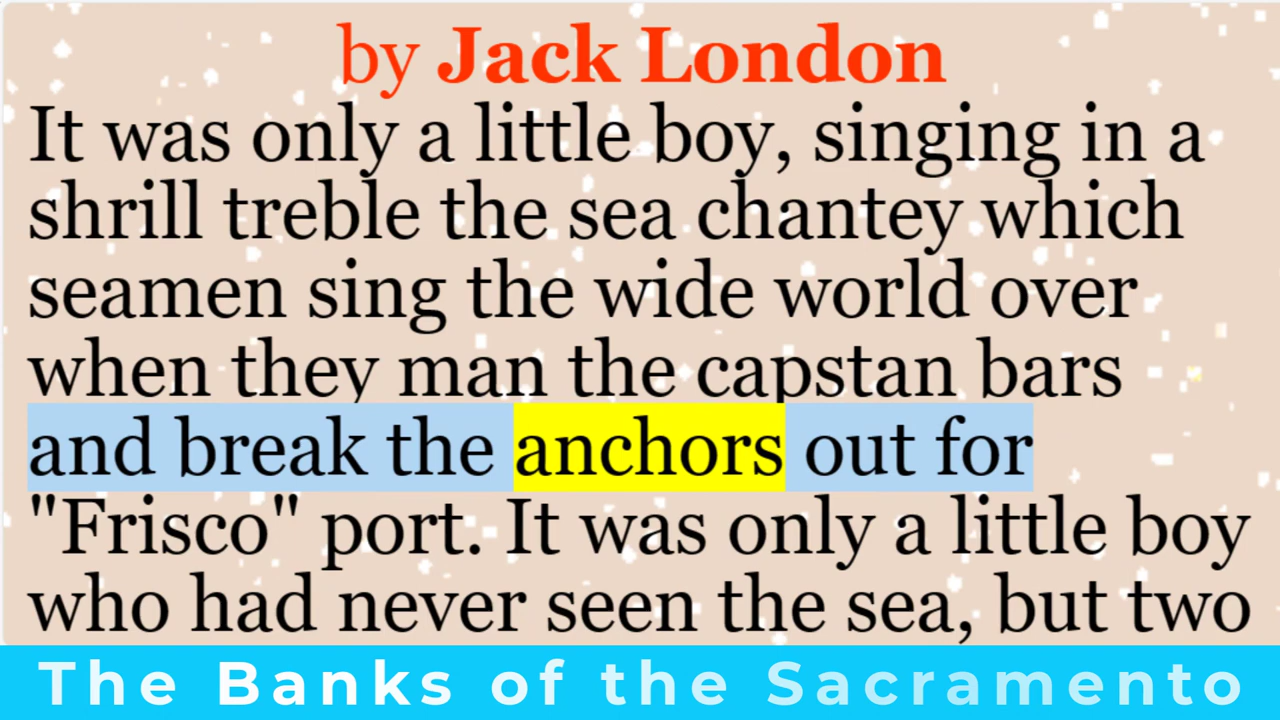 by Jack London
It was only a little boy, singing in a
shrill treble the sea chantey which
seamen sing the wide world over
when they man the capstan bars
and break the anchors out for
"Frisco" port. It was only a little boy
who had never seen the sea, but two
The Banks of the Sacramento